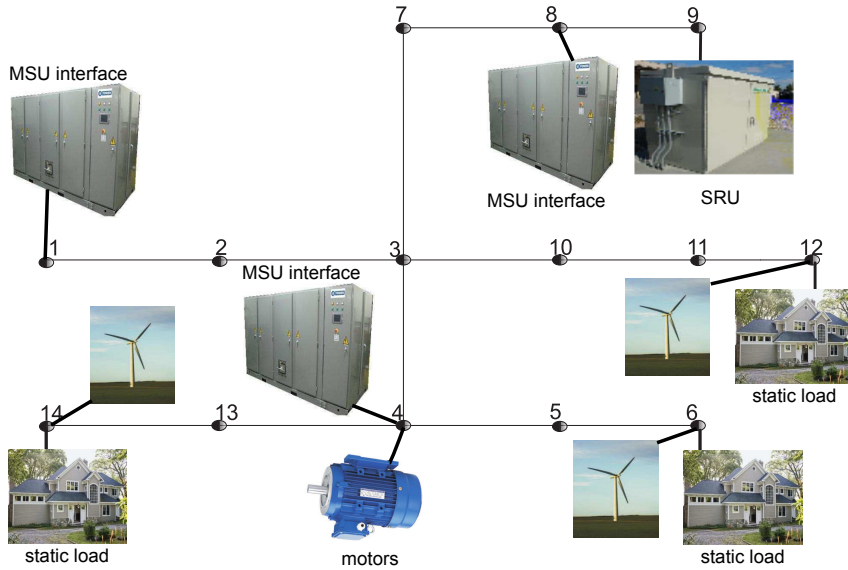 7
8
9
MSU interface
MSU interface
SRU
1
2
3
10
11
12
MSU interface
static load
14
13
4
5
6
static load
motors
static load